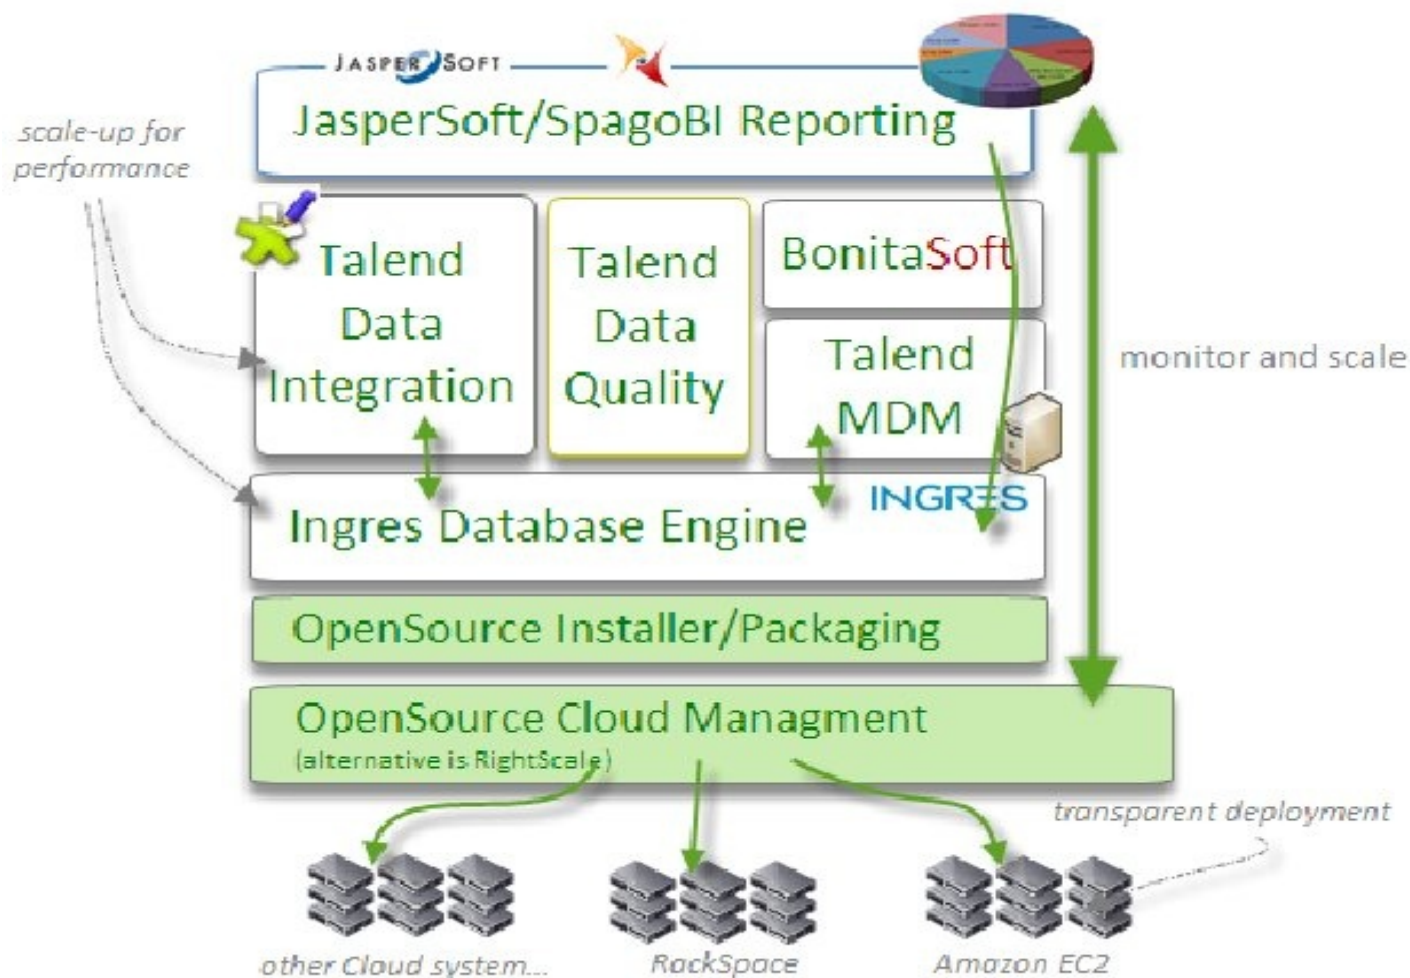 JASPERSOFT
JasperSoft/SpagoBI Reporting
scale-up for
performance
Talend
Data
Integration
Talend
Data
Quality
BonitaSoft
Talend
MDM
monitor and scale
INGRES
Ingres Database Engine
OpenSource Installer/Packaging
OpenSource Cloud Managment
(alternative is RightScale)
transparent deployment
other Cloud system...
RackSpace
Amazon EC2